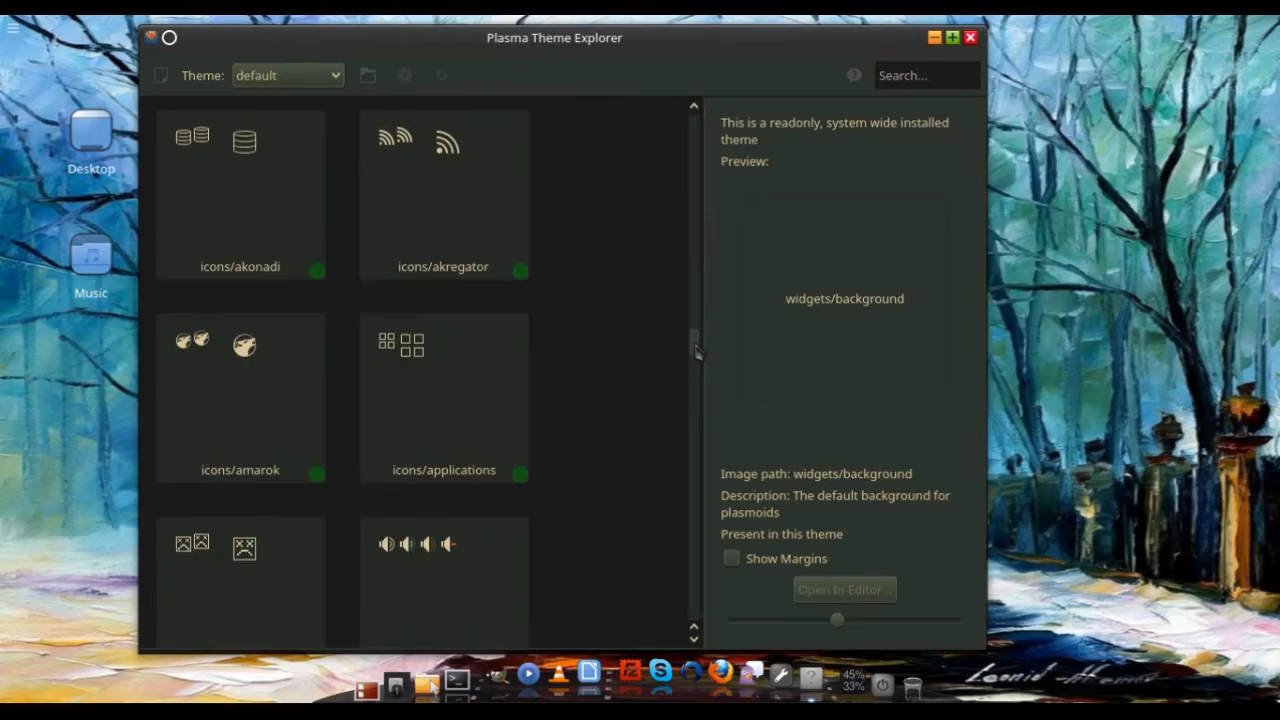 Plasma Theme Explorer
Theme: default
Search...
Desktop
Music
icons/akonadi
icons/akregator
icons/amarok
icons/applications
This is a readonly, system wide installed
theme
Preview:
widgets/background
Image path: widgets/background
Description: The default background for
plasmoids
Present in this theme
Show Margins
Open In Editor...
45%
33%
Leonid